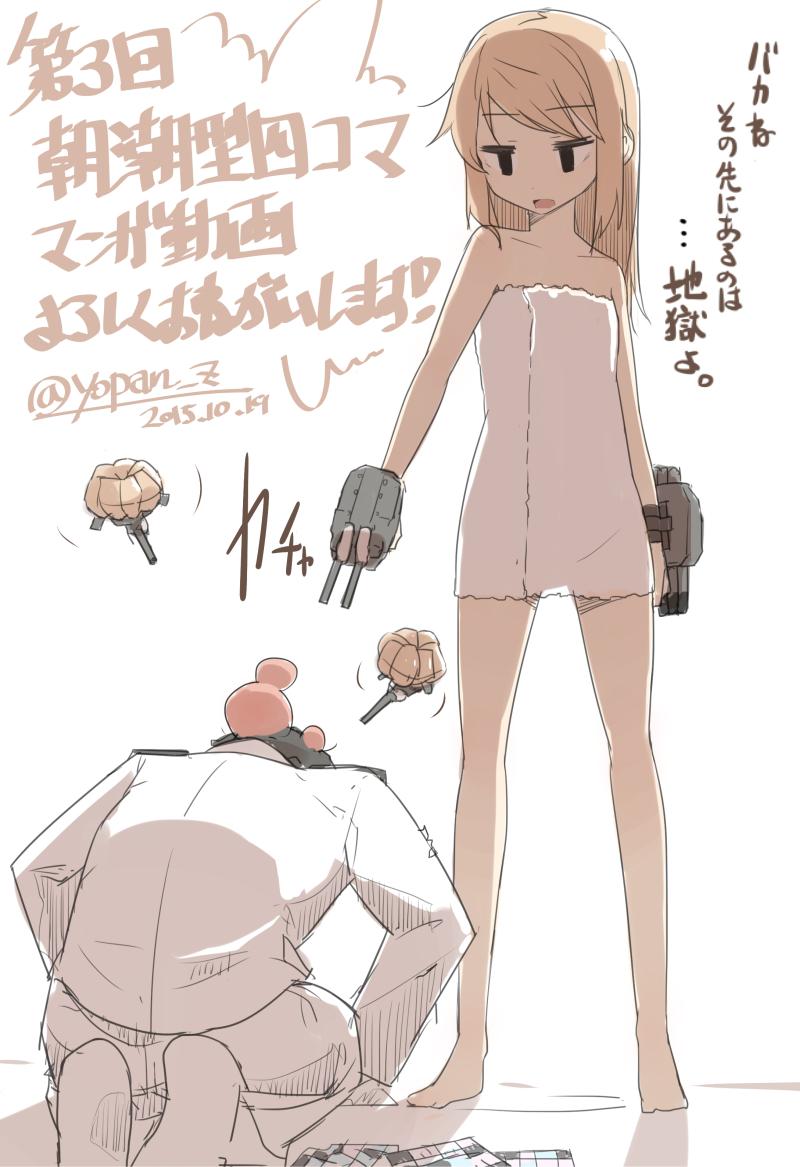 第3回
朝潮型四コマ
マンガ動画
よろしくおねがいします!
@yopan_z
2015.10.19
バカね
その先にあるのは
…地獄よ。
ガチャ